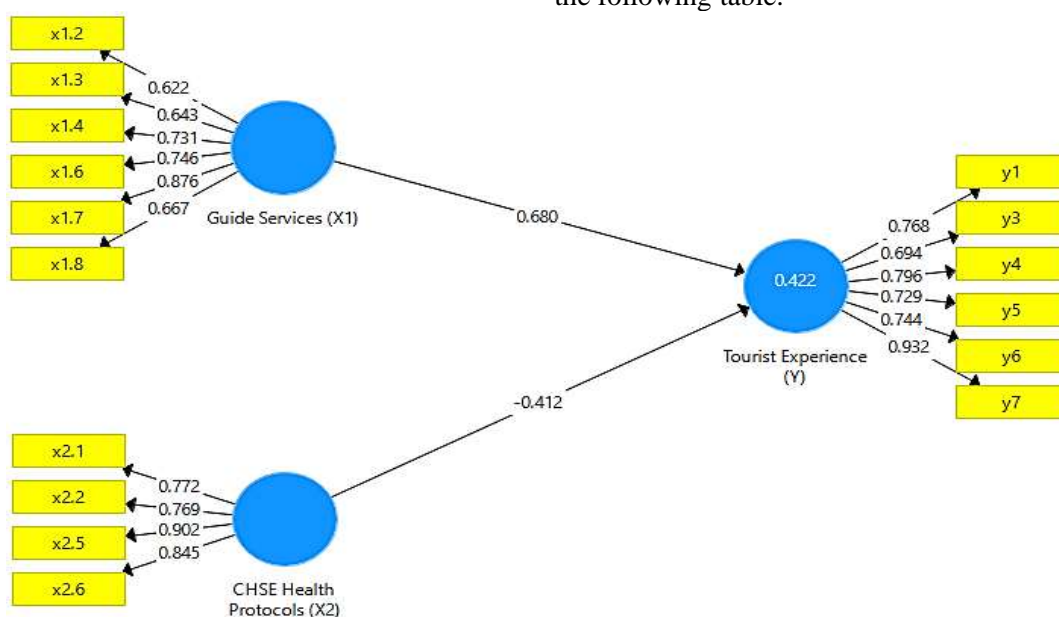 the following table:
x1.2
x1.3
x1.4
x1.6
x1.7
x1.8
0.622
0.643
0.731
0.746
0.876
0.667
Guide Services (X1)
0.680
x2.1
x2.2
x2.5
x2.6
0.772
0.769
0.902
0.845
CHSE Health
Protocols (X2)
-0.412
0.422
Tourist Experience
(Y)
0.768
0.694
0.796
0.729
0.744
0.932
y1
y3
y4
y5
y6
y7